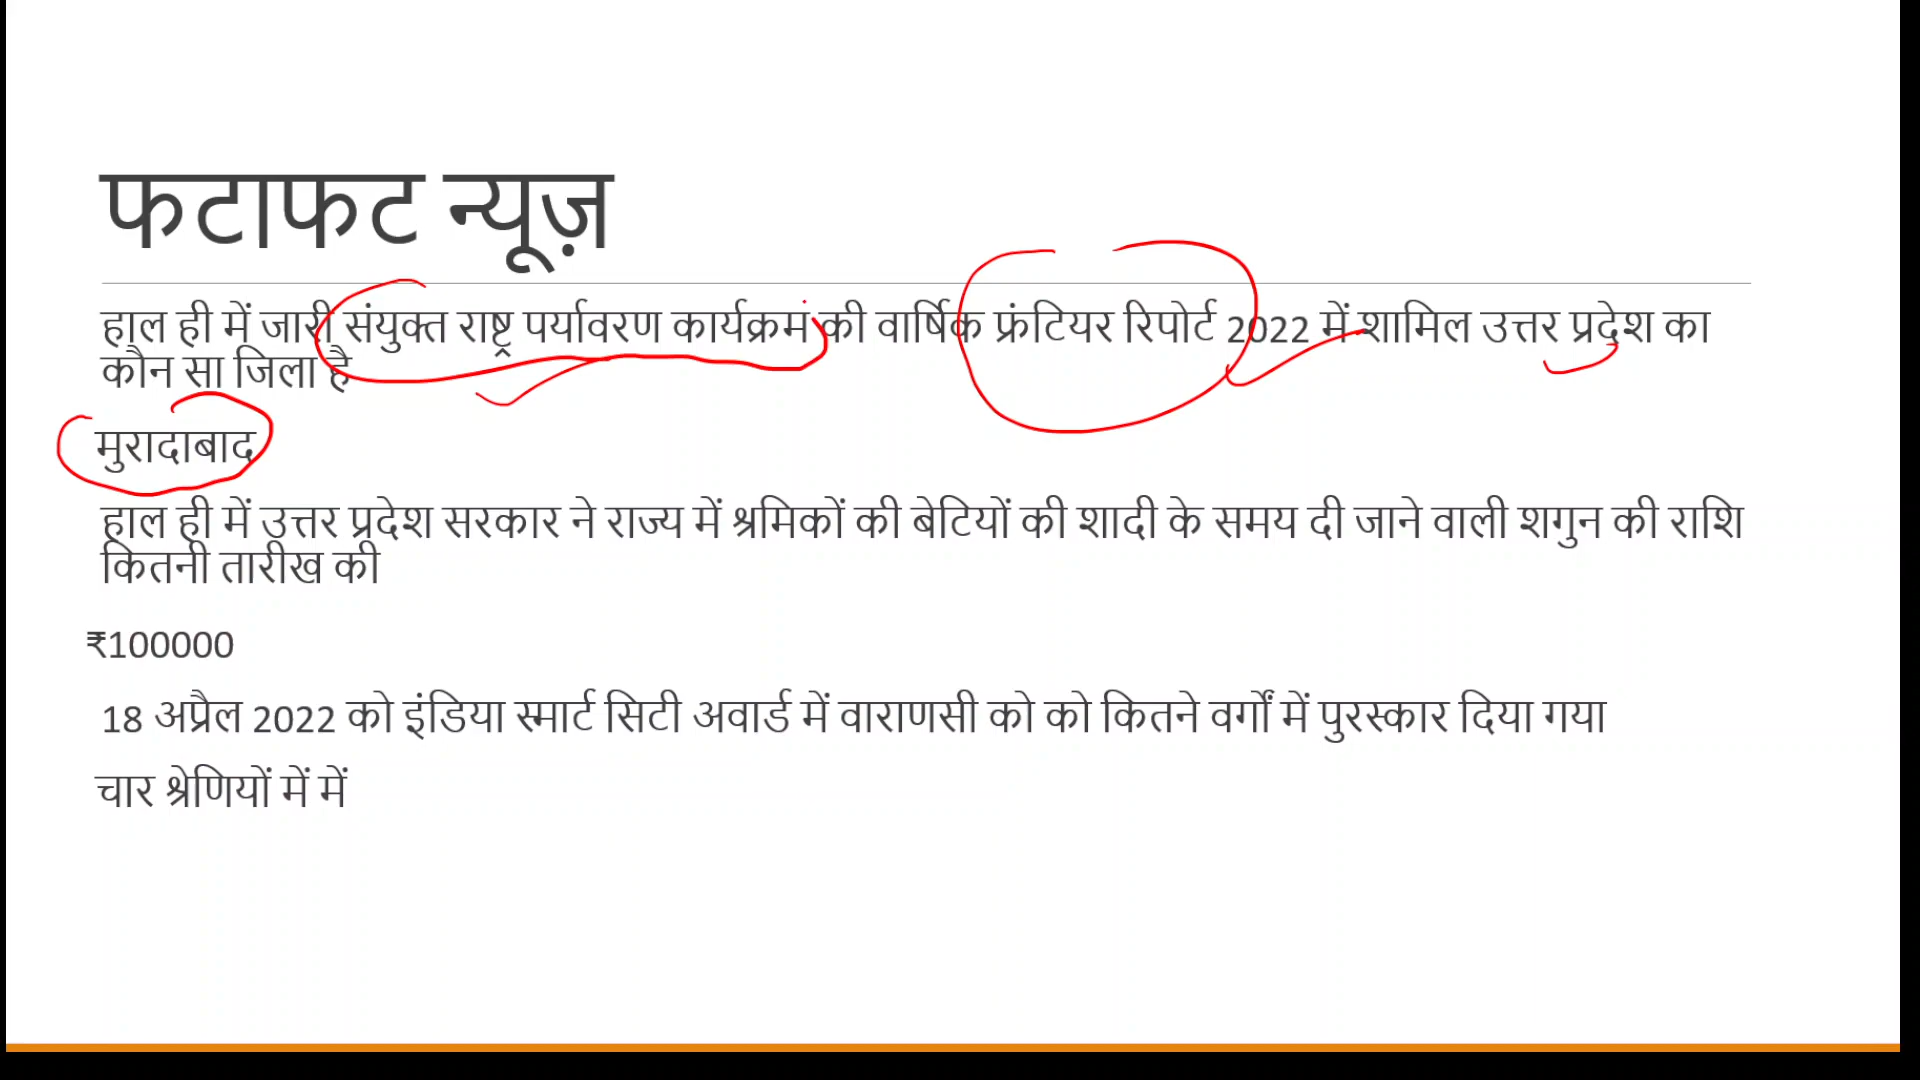 फटाफट न्यूज़
हाल ही में जारी संयुक्त राष्ट्र पर्यावरण कार्यक्रम की वार्षिक फ्रंटियर रिपोर्ट 2022 में शामिल उत्तर प्रदेश का
कौन सा जिला है
मुरादाबाद
हाल ही में उत्तर प्रदेश सरकार ने राज्य में श्रमिकों की बेटियों की शादी के समय दी जाने वाली शगुन की राशि
कितनी तारीख की
₹100000
18 अप्रैल 2022 को इंडिया स्मार्ट सिटी अवार्ड में वाराणसी को को कितने वर्गों में पुरस्कार दिया गया
चार श्रेणियों में में